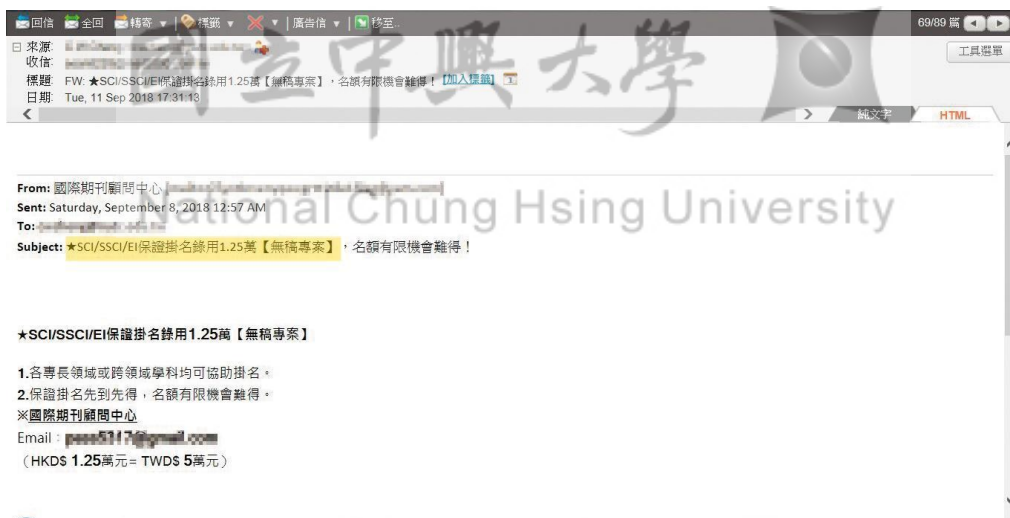 回信 全回 轉寄 標籤 廣告信 移至..
69/89 篇
來源:
工具選單
收信:
標題: FW: ★SCI/SSCI/EI保證掛名錄用1.25萬【無稿專案】，名額有限機會難得！ [加入標籤]
日期: Tue, 11 Sep 2018 17:31:13
國立中興大學
純文字 HTML
From: 國際期刊顧問中心
Sent: Saturday, September 8, 2018 12:57 AM
National Chung Hsing University
To:
Subject: ★SCI/SSCI/EI保證掛名錄用1.25萬【無稿專案】，名額有限機會難得！
★SCI/SSCI/EI保證掛名錄用1.25萬【無稿專案】
1.各專長領域或跨領域學科均可協助掛名。
2.保證掛名先到先得，名額有限機會難得。
※國際期刊顧問中心
Email：
（HKD$ 1.25萬元= TWD$ 5萬元）